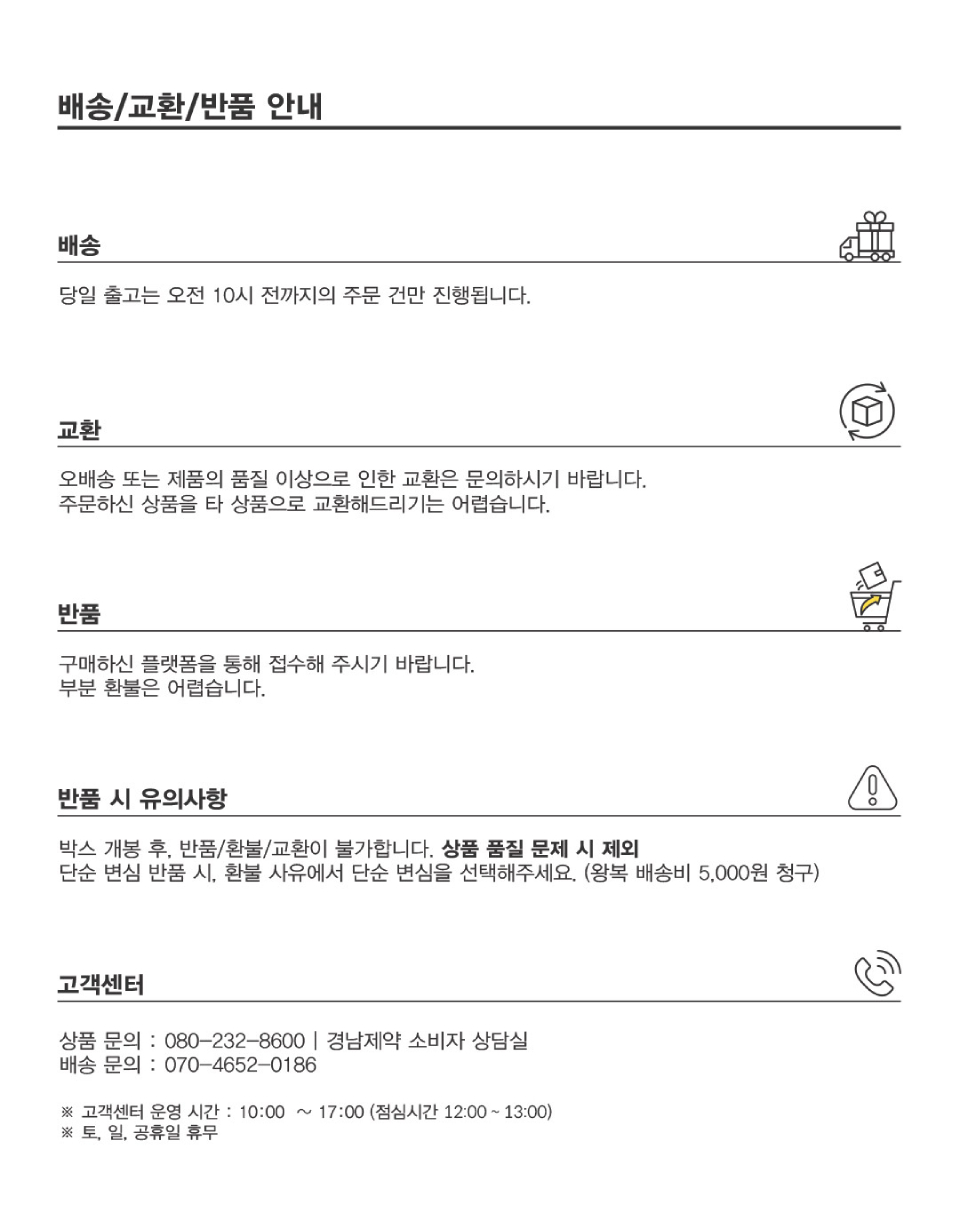 배송/교환/반품 안내
배송
당일 출고는 오전 10시 전까지의 주문 건만 진행됩니다.
교환
오배송 또는 제품의 품질 이상으로 인한 교환은 문의하시기 바랍니다.
주문하신 상품을 타 상품으로 교환해드리기는 어렵습니다.
반품
구매하신 플랫폼을 통해 접수해 주시기 바랍니다.
부분 환불은 어렵습니다.
반품 시 유의사항
박스 개봉 후, 반품/환불/교환이 불가합니다. 상품 품질 문제 시 제외
단순 변심 반품 시, 환불 사유에서 단순 변심을 선택해주세요. (왕복 배송비 5,000원 청구)
고객센터
상품 문의 : 080-232-8600 | 경남제약 소비자 상담실
배송 문의 : 070-4652-0186
※ 고객센터 운영 시간 : 10:00 ~ 17:00 (점심시간 12:00 ~ 13:00)
※ 토, 일, 공휴일 휴무